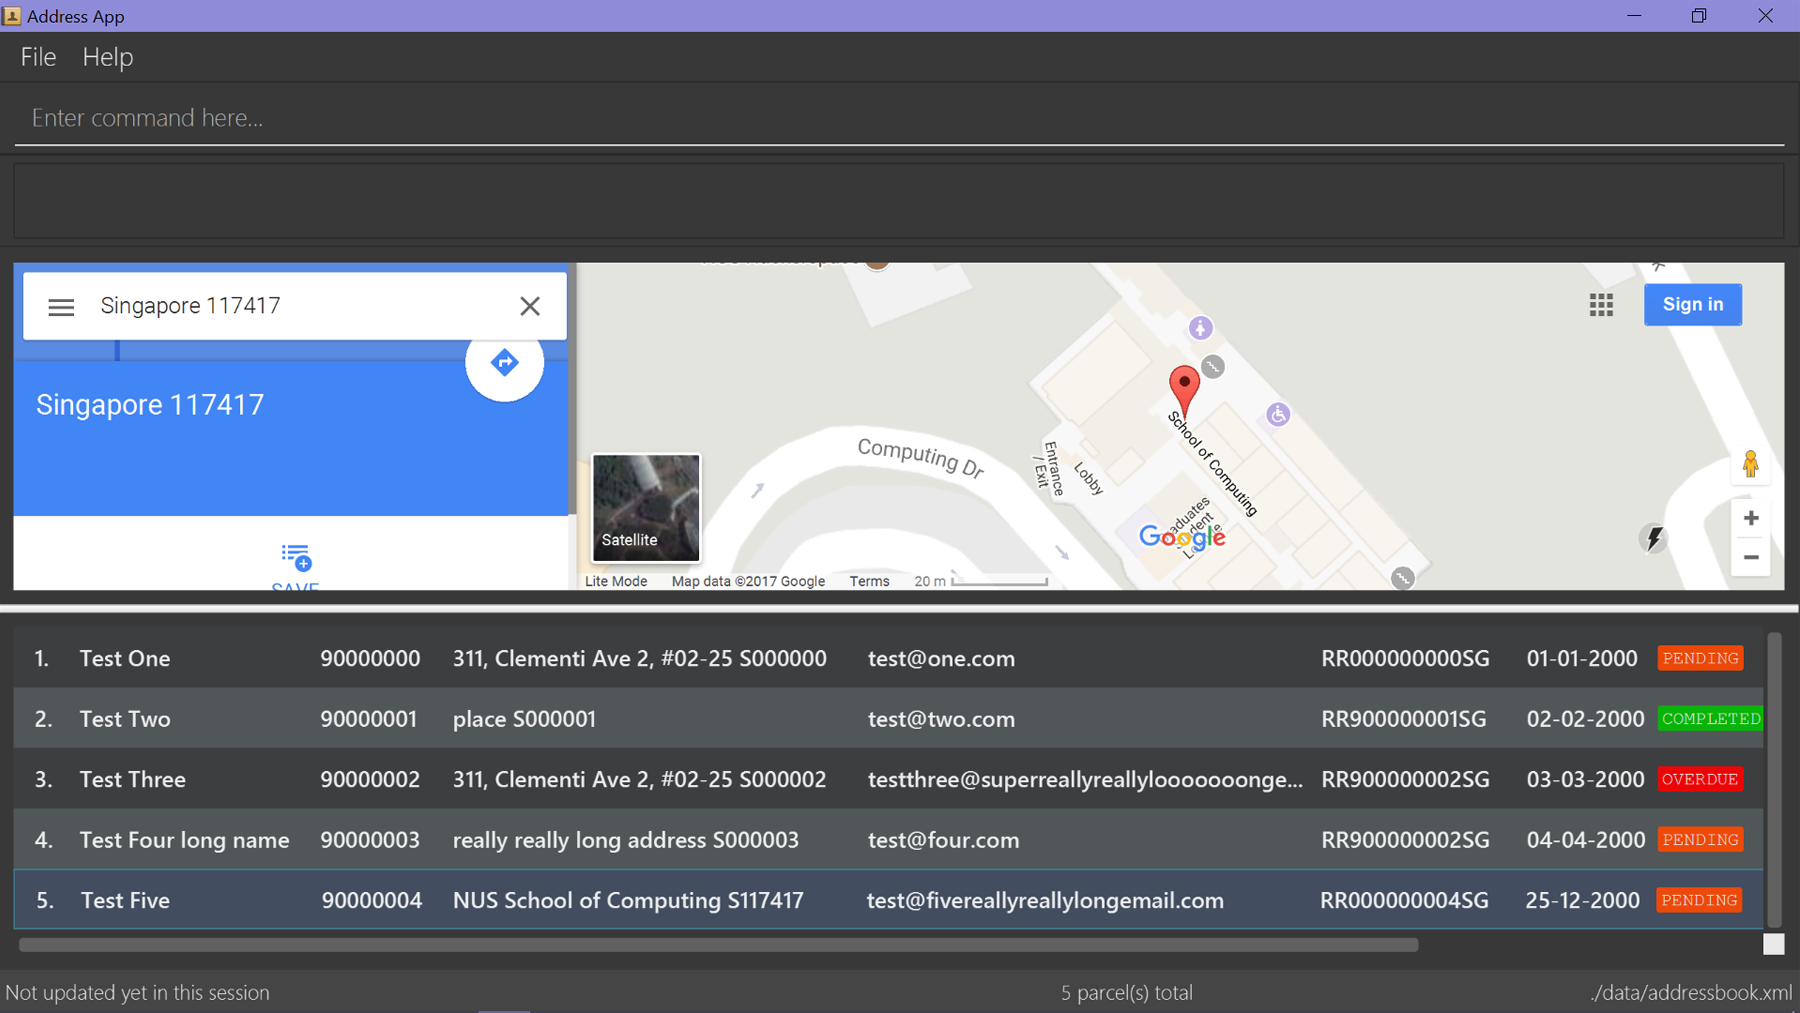 Address App
File Help
Enter command here...
Singapore 117417
Sign in
Singapore 117417
Computing Dr
Entrance
/ Exit
Lobby
School of Computing
Google
Satellite
SAVE
Lite Mode Map data ©2017 Google Terms 20 m
1. Test One 90000000 311, Clementi Ave 2, #02-25 S000000 test@one.com RR000000000SG 01-01-2000 PENDING
2. Test Two 90000001 place S000001 test@two.com RR900000001SG 02-02-2000 COMPLETED
3. Test Three 90000002 311, Clementi Ave 2, #02-25 S000002 testthree@superreallyreallylooooooonge... RR900000002SG 03-03-2000 OVERDUE
4. Test Four long name 90000003 really really long address S000003 test@four.com RR900000002SG 04-04-2000 PENDING
5. Test Five 90000004 NUS School of Computing S117417 test@fivereallyreallylongemail.com RR000000004SG 25-12-2000 PENDING
Not updated yet in this session 5 parcel(s) total ./data/addressbook.xml